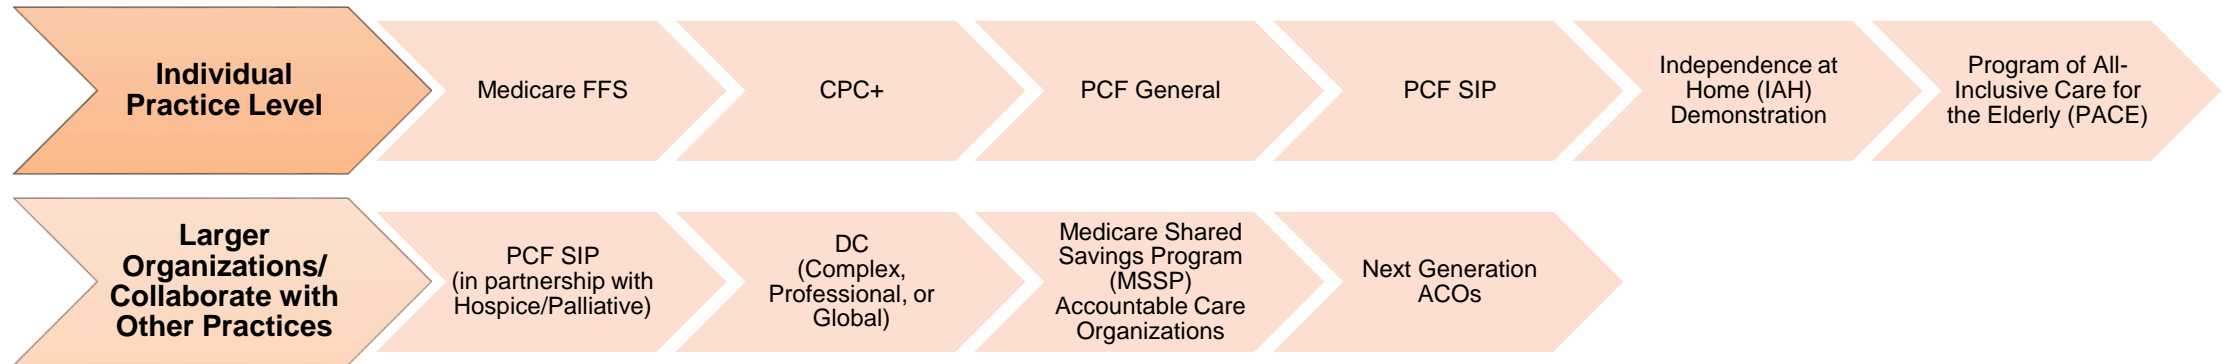 Individual
Practice Level
Medicare FFS
CPC+
PCF General
PCF SIP
Independence at
Home (IAH)
Demonstration
Program of All-
Inclusive Care for
the Elderly (PACE)
Larger
Organizations/
Collaborate with
Other Practices
PCF SIP
(in partnership with
Hospice/Palliative)
DC
(Complex,
Professional, or
Global)
Medicare Shared
Savings Program
(MSSP)
Accountable Care
Organizations
Next Generation
ACOs